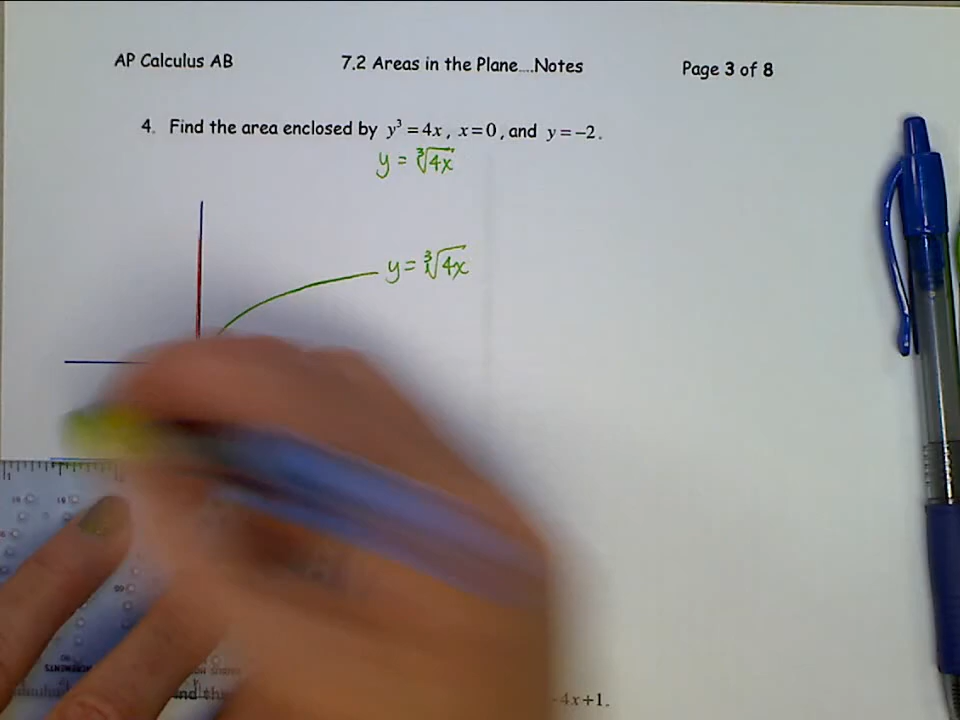 AP Calculus AB 7.2 Areas in the Plane....Notes Page 3 of 8
4. Find the area enclosed by y³ = 4x, x = 0, and y = −2.
y = ∛4x
y = ∛4x
4x+1.